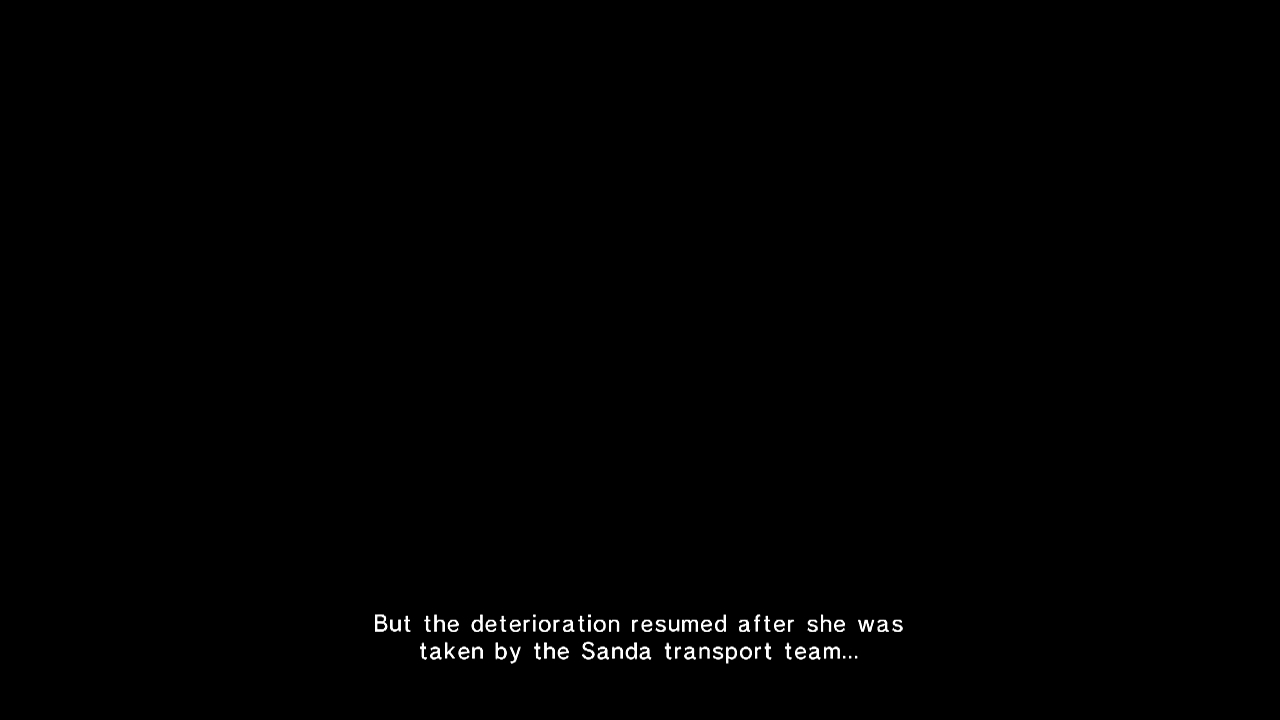 But the deterioration resumed after she was
taken by the Sanda transport team...